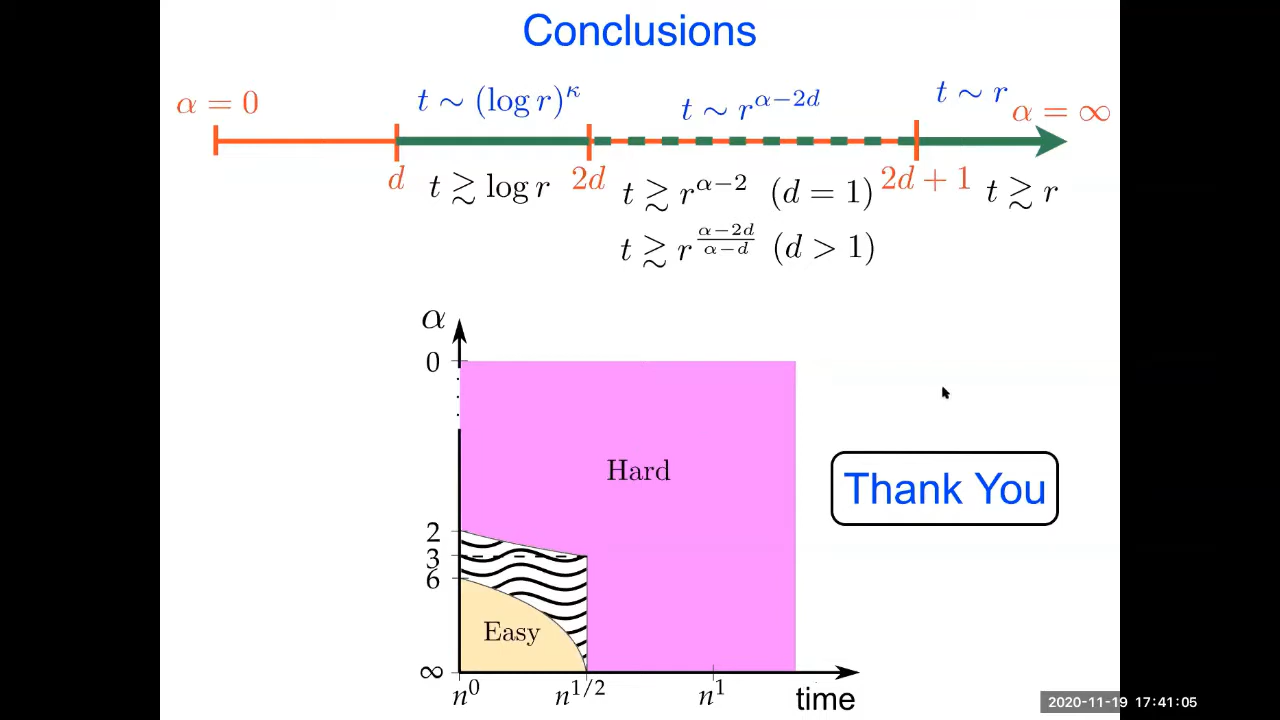 Conclusions
α = 0
t ∼ (log r)^κ
t ∼ r^{α−2d}
t ∼ r
α = ∞
d
t ≳ log r
2d
t ≳ r^{α−2} (d = 1)
2d + 1
t ≳ r
t ≳ r^{\frac{α−2d}{α−d}} (d > 1)
α
0
Hard
Thank You
2
3
6
Easy
∞
n^0
n^{1/2}
n^1
time
2020-11-19 17:41:05